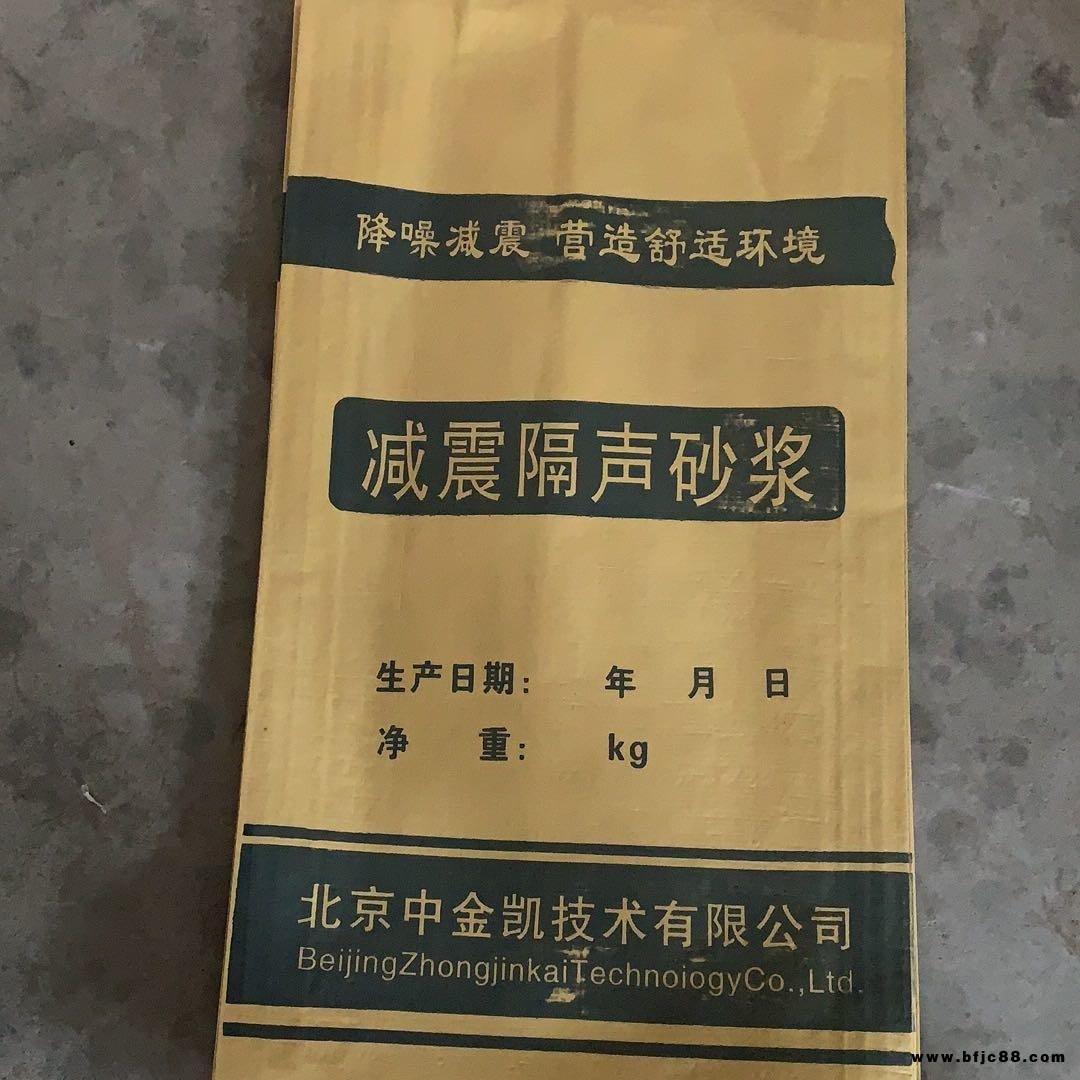 降噪减震 营造舒适环境
减震隔声砂浆
生产日期: 年 月 日
净 重: kg
北京中金凯技术有限公司
BeijingZhongjinkaiTechnoiogyCo.,Ltd.
www.bfjc88.com